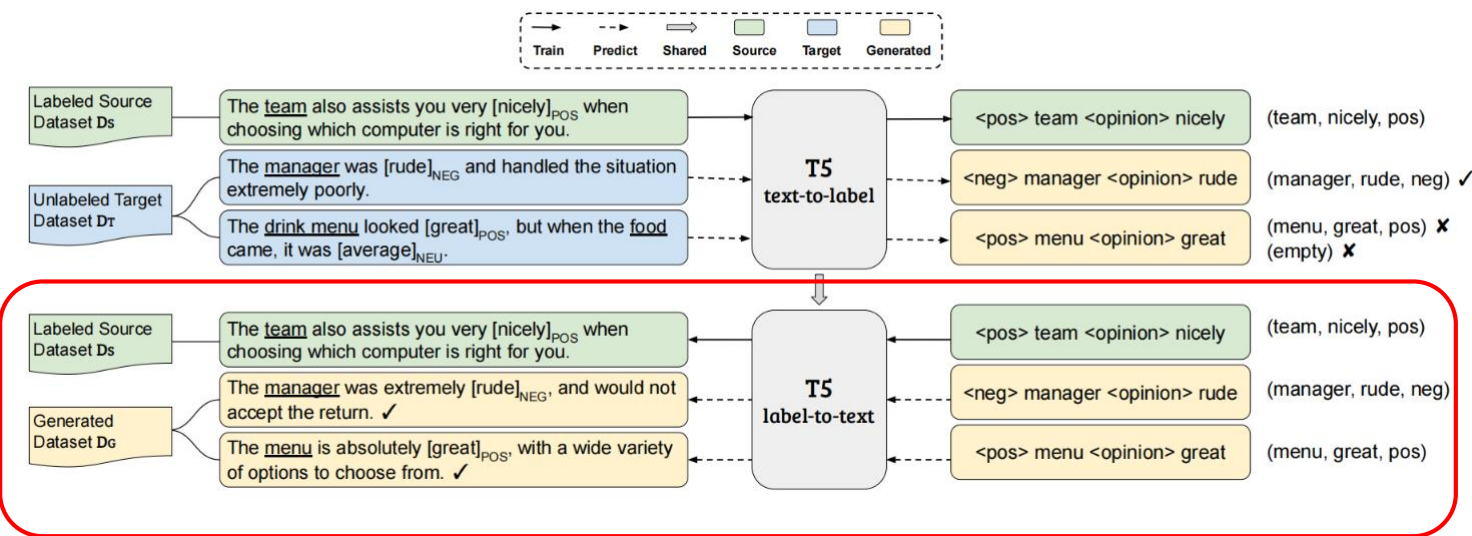 Train Predict Shared Source Target Generated
Labeled Source
Dataset DS
The team also assists you very [nicely]POS when
choosing which computer is right for you.
<pos> team <opinion> nicely
(team, nicely, pos)
Unlabeled Target
Dataset DT
The manager was [rude]NEG and handled the situation
extremely poorly.
T5
text-to-label
<neg> manager <opinion> rude
(manager, rude, neg) ✓
The drink menu looked [great]POS, but when the food
came, it was [average]NEU.
<pos> menu <opinion> great
(menu, great, pos) ✘
(empty) ✘
Labeled Source
Dataset DS
The team also assists you very [nicely]POS when
choosing which computer is right for you.
<pos> team <opinion> nicely
(team, nicely, pos)
Generated
Dataset DG
The manager was extremely [rude]NEG, and would not
accept the return. ✓
T5
label-to-text
<neg> manager <opinion> rude
(manager, rude, neg)
The menu is absolutely [great]POS, with a wide variety
of options to choose from. ✓
<pos> menu <opinion> great
(menu, great, pos)